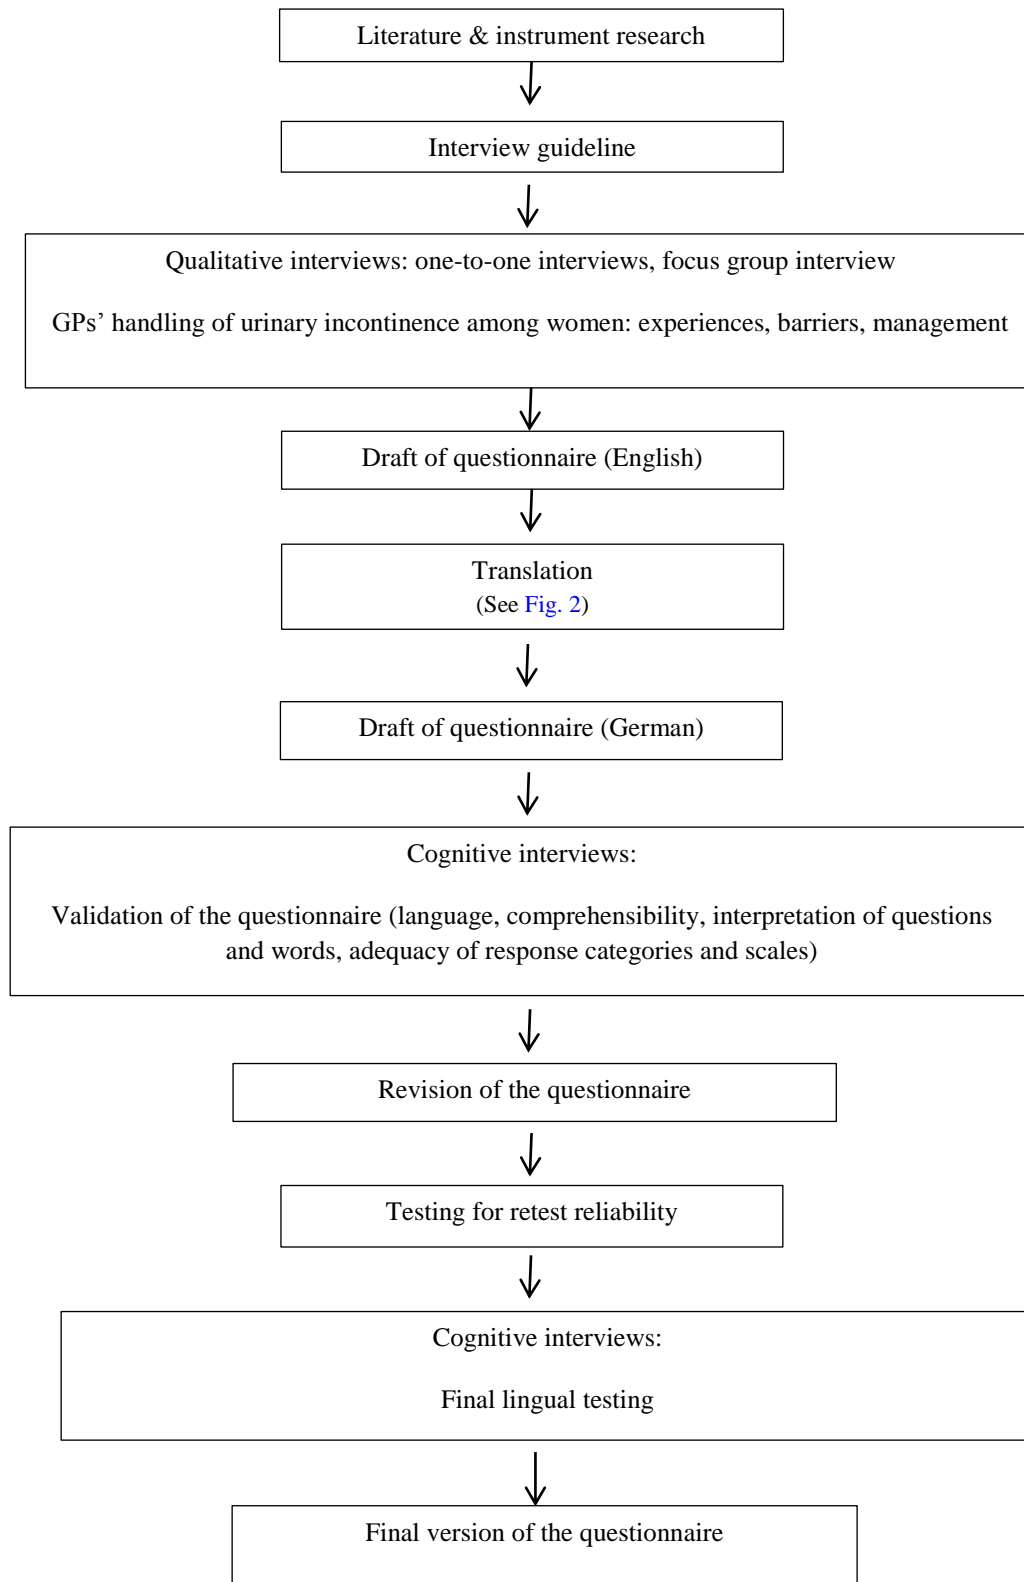 Literature & instrument research
Interview guideline
Qualitative interviews: one-to-one interviews, focus group interview
GPs’ handling of urinary incontinence among women: experiences, barriers, management
Draft of questionnaire (English)
Translation
(See Fig. 2)
Draft of questionnaire (German)
Cognitive interviews:
Validation of the questionnaire (language, comprehensibility, interpretation of questions
and words, adequacy of response categories and scales)
Revision of the questionnaire
Testing for retest reliability
Cognitive interviews:
Final lingual testing
Final version of the questionnaire